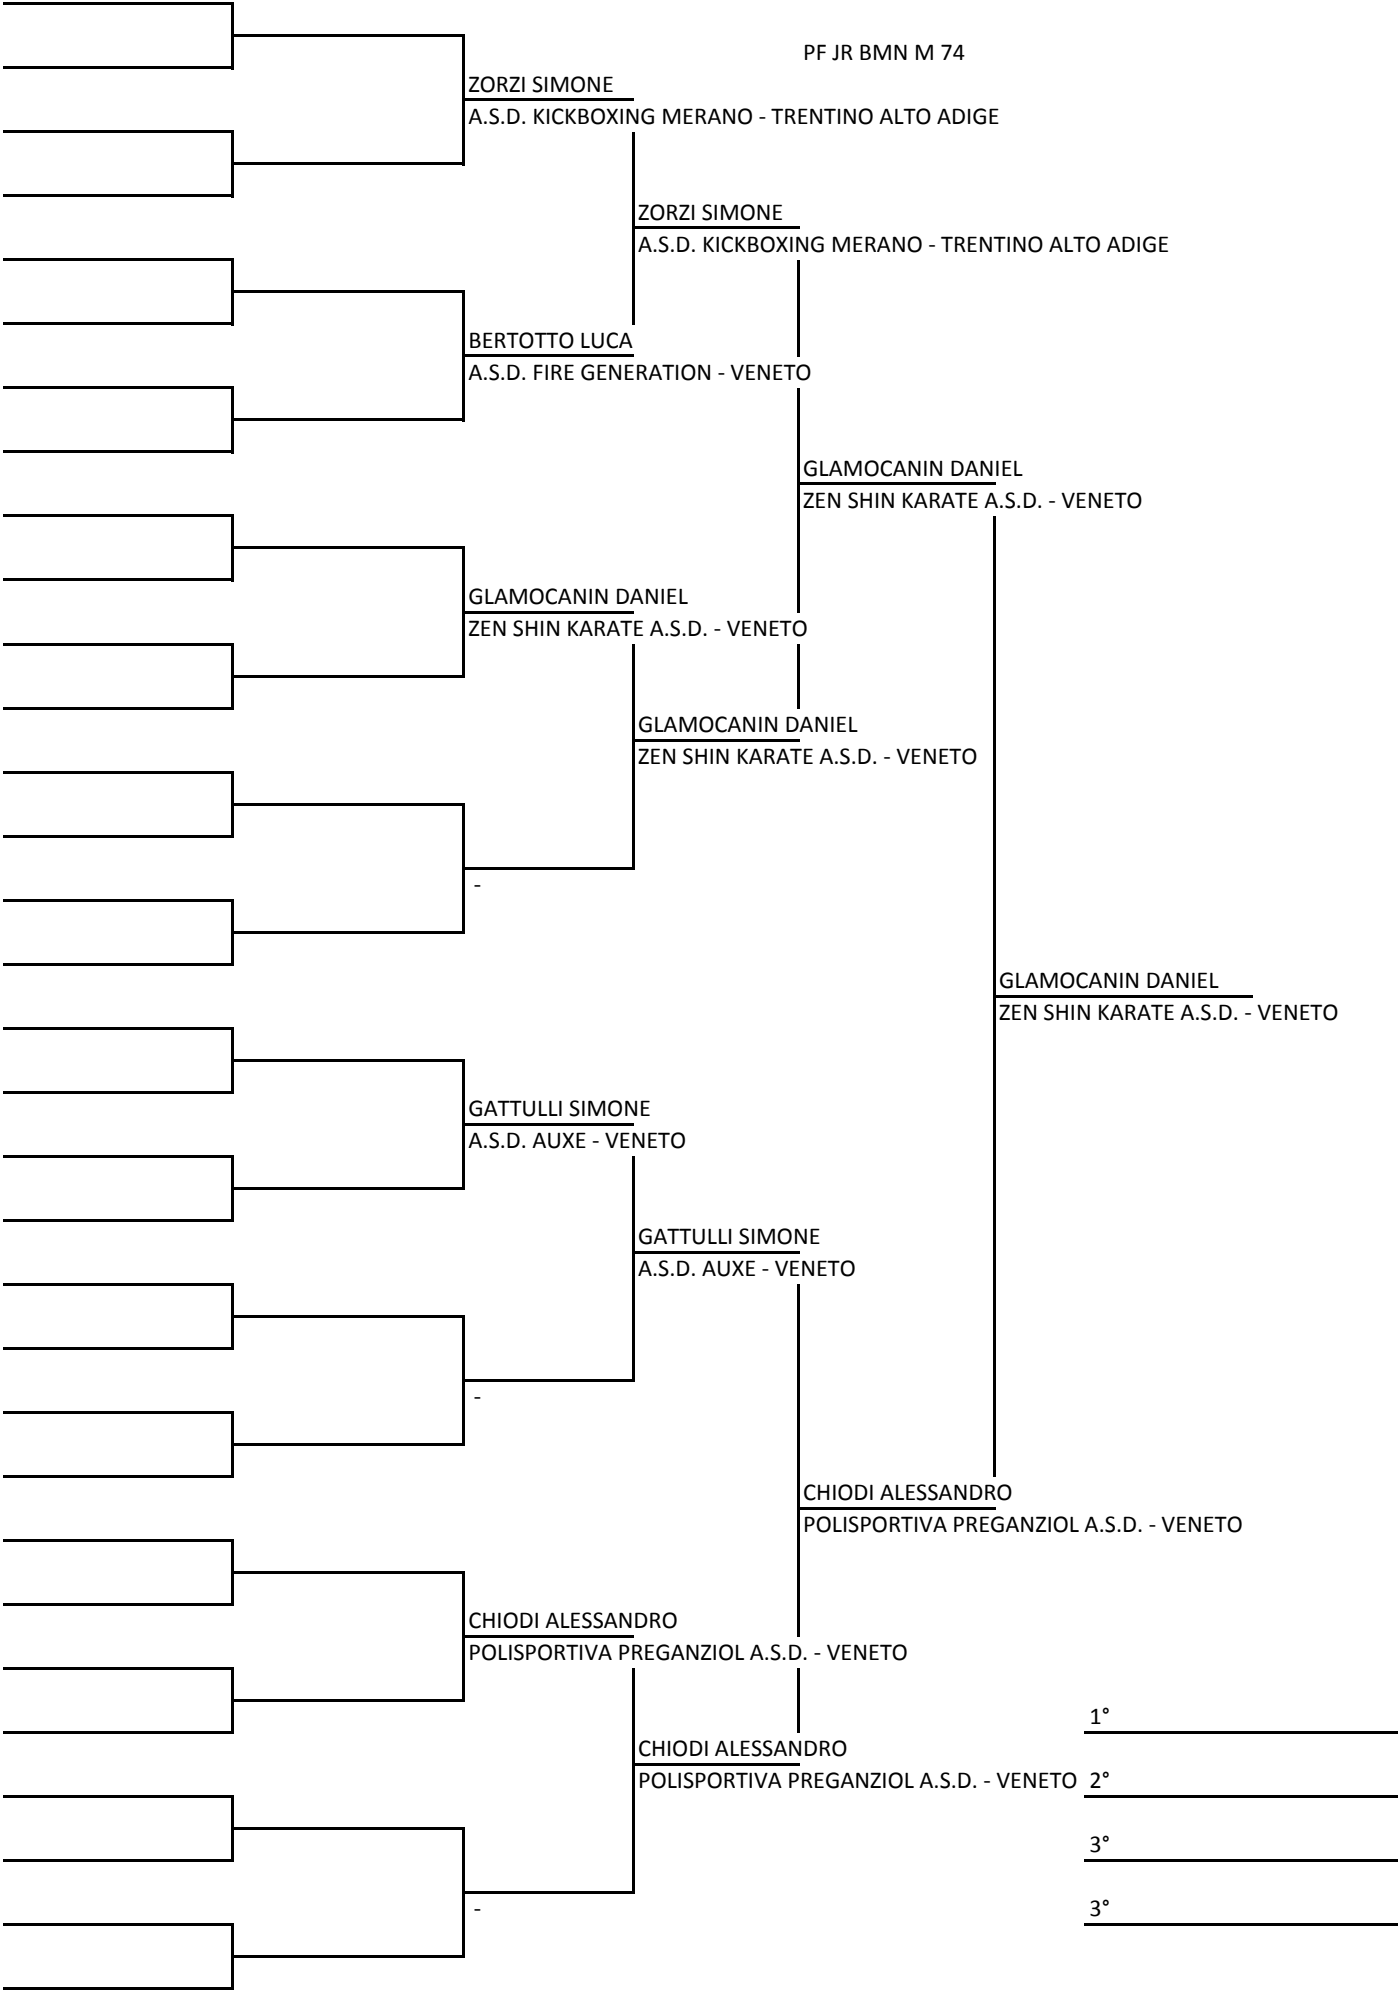 PF JR BMN M 74
ZORZI SIMONE
A.S.D. KICKBOXING MERANO - TRENTINO ALTO ADIGE
ZORZI SIMONE
A.S.D. KICKBOXING MERANO - TRENTINO ALTO ADIGE
BERTOTTO LUCA
A.S.D. FIRE GENERATION - VENETO
GLAMOCANIN DANIEL
ZEN SHIN KARATE A.S.D. - VENETO
GLAMOCANIN DANIEL
ZEN SHIN KARATE A.S.D. - VENETO
GLAMOCANIN DANIEL
ZEN SHIN KARATE A.S.D. - VENETO
-
GLAMOCANIN DANIEL
ZEN SHIN KARATE A.S.D. - VENETO
GATTULLI SIMONE
A.S.D. AUXE - VENETO
GATTULLI SIMONE
A.S.D. AUXE - VENETO
-
CHIODI ALESSANDRO
POLISPORTIVA PREGANZIOL A.S.D. - VENETO
CHIODI ALESSANDRO
POLISPORTIVA PREGANZIOL A.S.D. - VENETO
1°
CHIODI ALESSANDRO
POLISPORTIVA PREGANZIOL A.S.D. - VENETO
2°
3°
3°
-